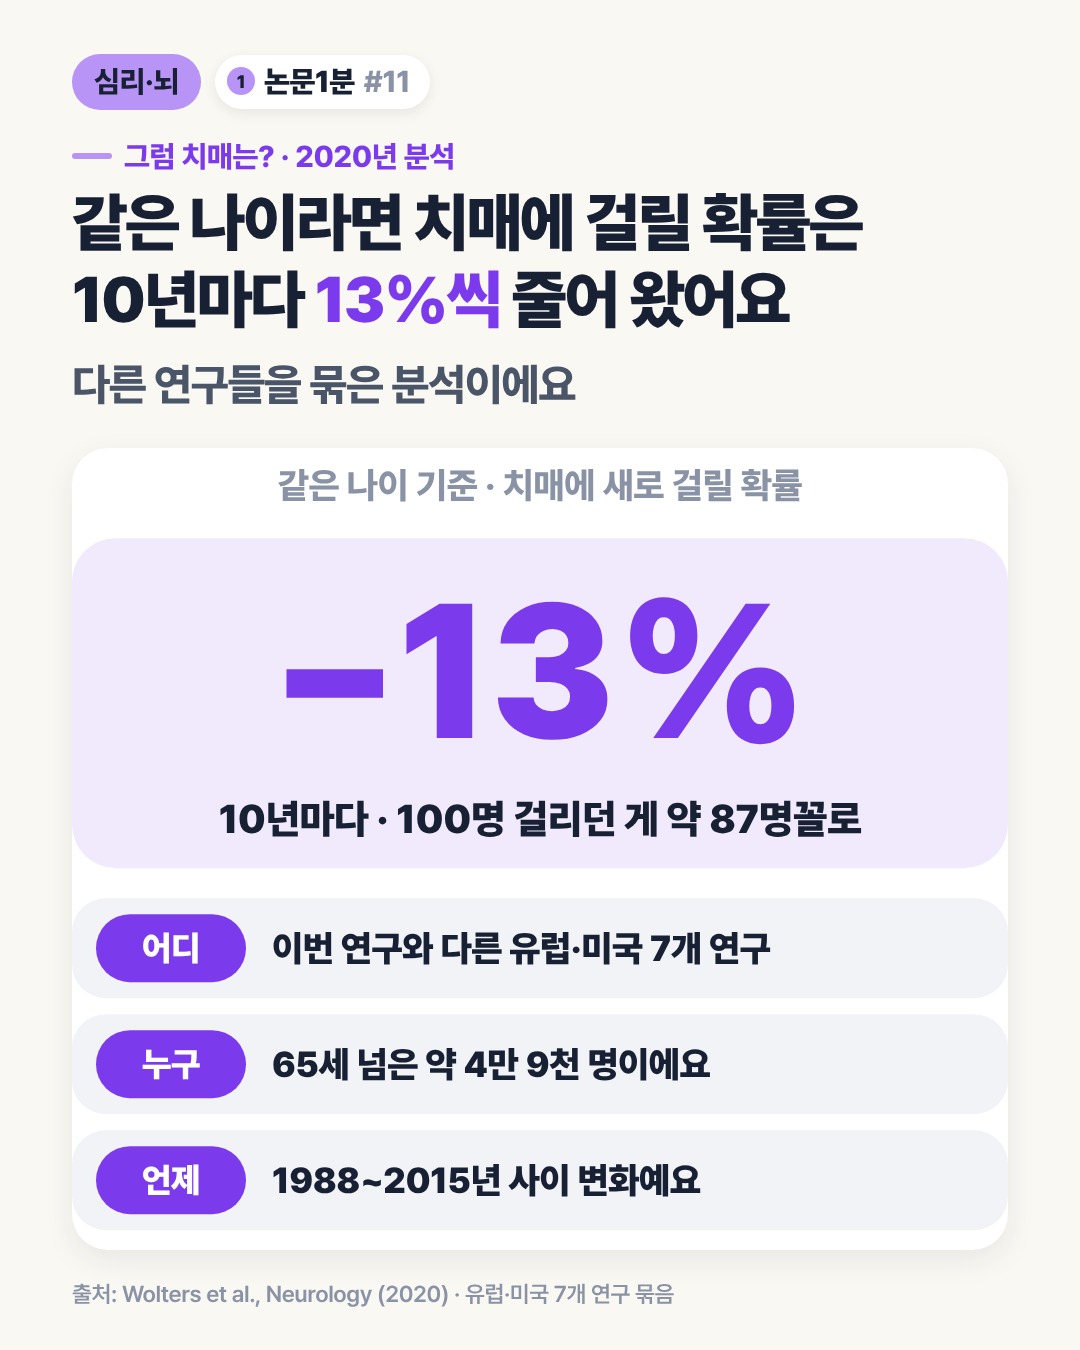 심리·뇌
1 논문1분 #11
그럼 치매는? · 2020년 분석
같은 나이라면 치매에 걸릴 확률은
10년마다 13%씩 줄어 왔어요
다른 연구들을 묶은 분석이에요
같은 나이 기준 · 치매에 새로 걸릴 확률
−13%
10년마다 · 100명 걸리던 게 약 87명꼴로
어디 이번 연구와 다른 유럽·미국 7개 연구
누구 65세 넘은 약 4만 9천 명이에요
언제 1988~2015년 사이 변화예요
출처: Wolters et al., Neurology (2020) · 유럽·미국 7개 연구 묶음